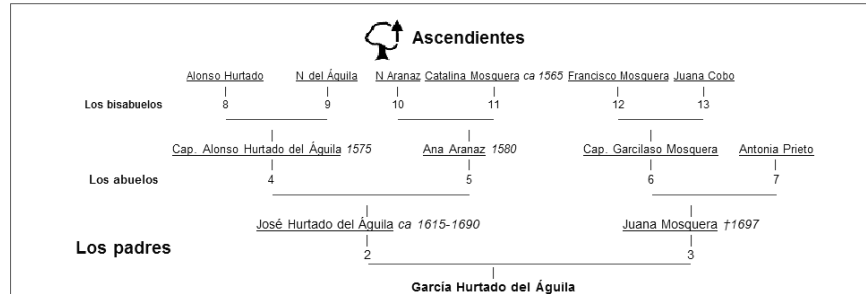 Ascendientes
Alonso Hurtado N del Águila N Aranaz Catalina Mosquera ca 1565 Francisco Mosquera Juana Cobo
Los bisabuelos 8 9 10 11 12 13
Cap. Alonso Hurtado del Águila 1575 Ana Aranaz 1580 Cap. Garcilaso Mosquera Antonia Prieto
Los abuelos 4 5 6 7
José Hurtado del Águila ca 1615-1690 Juana Mosquera †1697
Los padres 2 3
García Hurtado del Águila